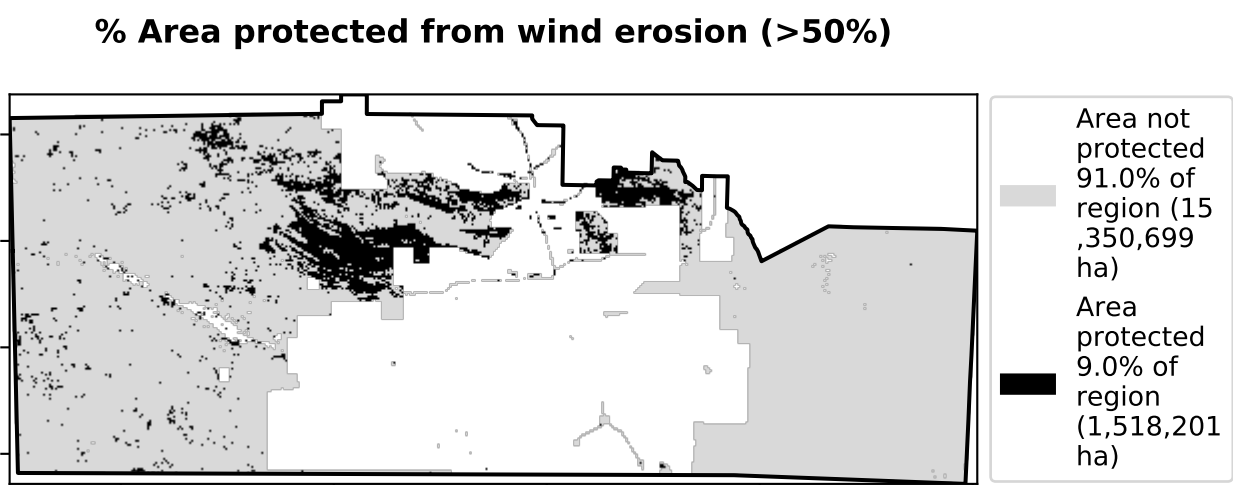 % Area protected from wind erosion (>50%)
Area not
protected
91.0% of
region (15
,350,699
ha)
Area
protected
9.0% of
region
(1,518,201
ha)